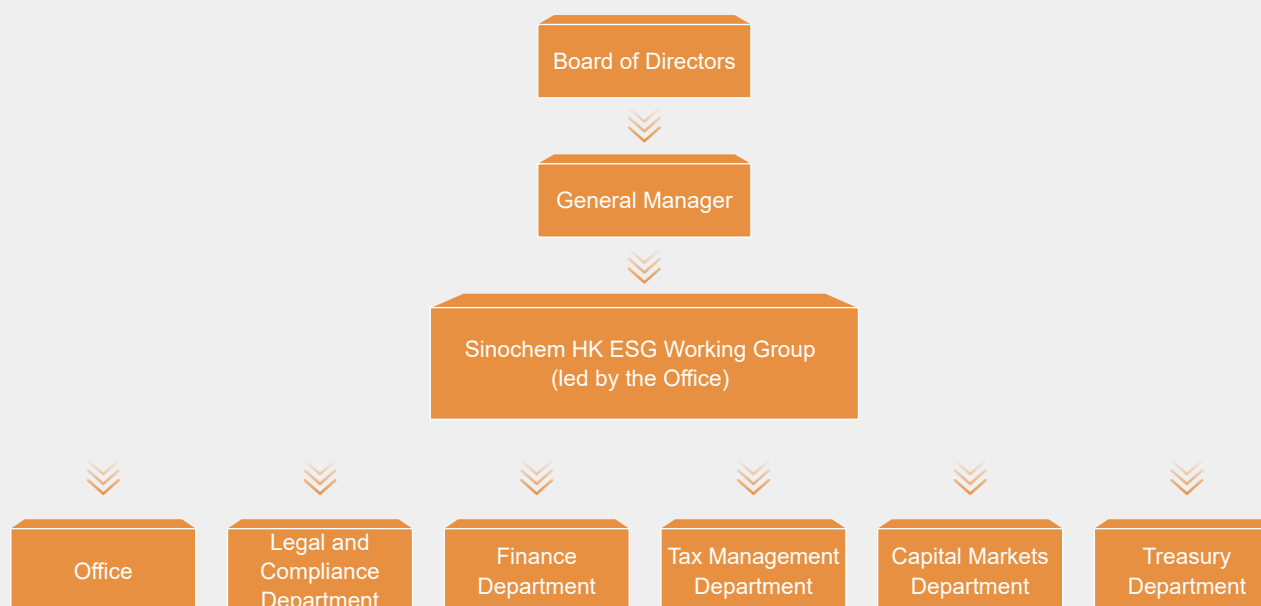 Board of Directors
General Manager
Sinochem HK ESG Working Group
(led by the Office)
Office
Legal and
Compliance
Department
Finance
Department
Tax Management
Department
Capital Markets
Department
Treasury
Department